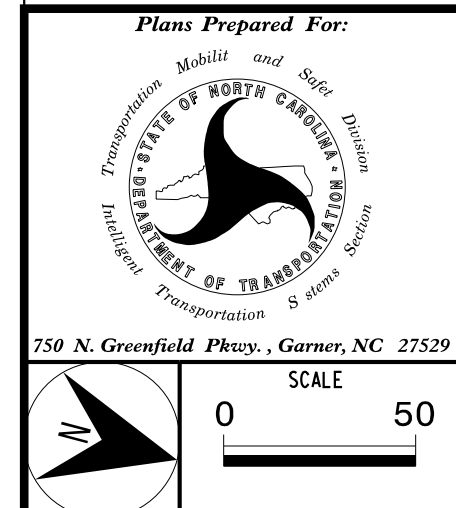 Plans Prepared For:
Transportation Mobilit and Safet Division
STATE OF NORTH CAROLINA
DEPARTMENT OF TRANSPORTATION
Intelligent Transportation S stems Section
750 N. Greenfield Pkwy. , Garner, NC 27529
N
SCALE
0 50